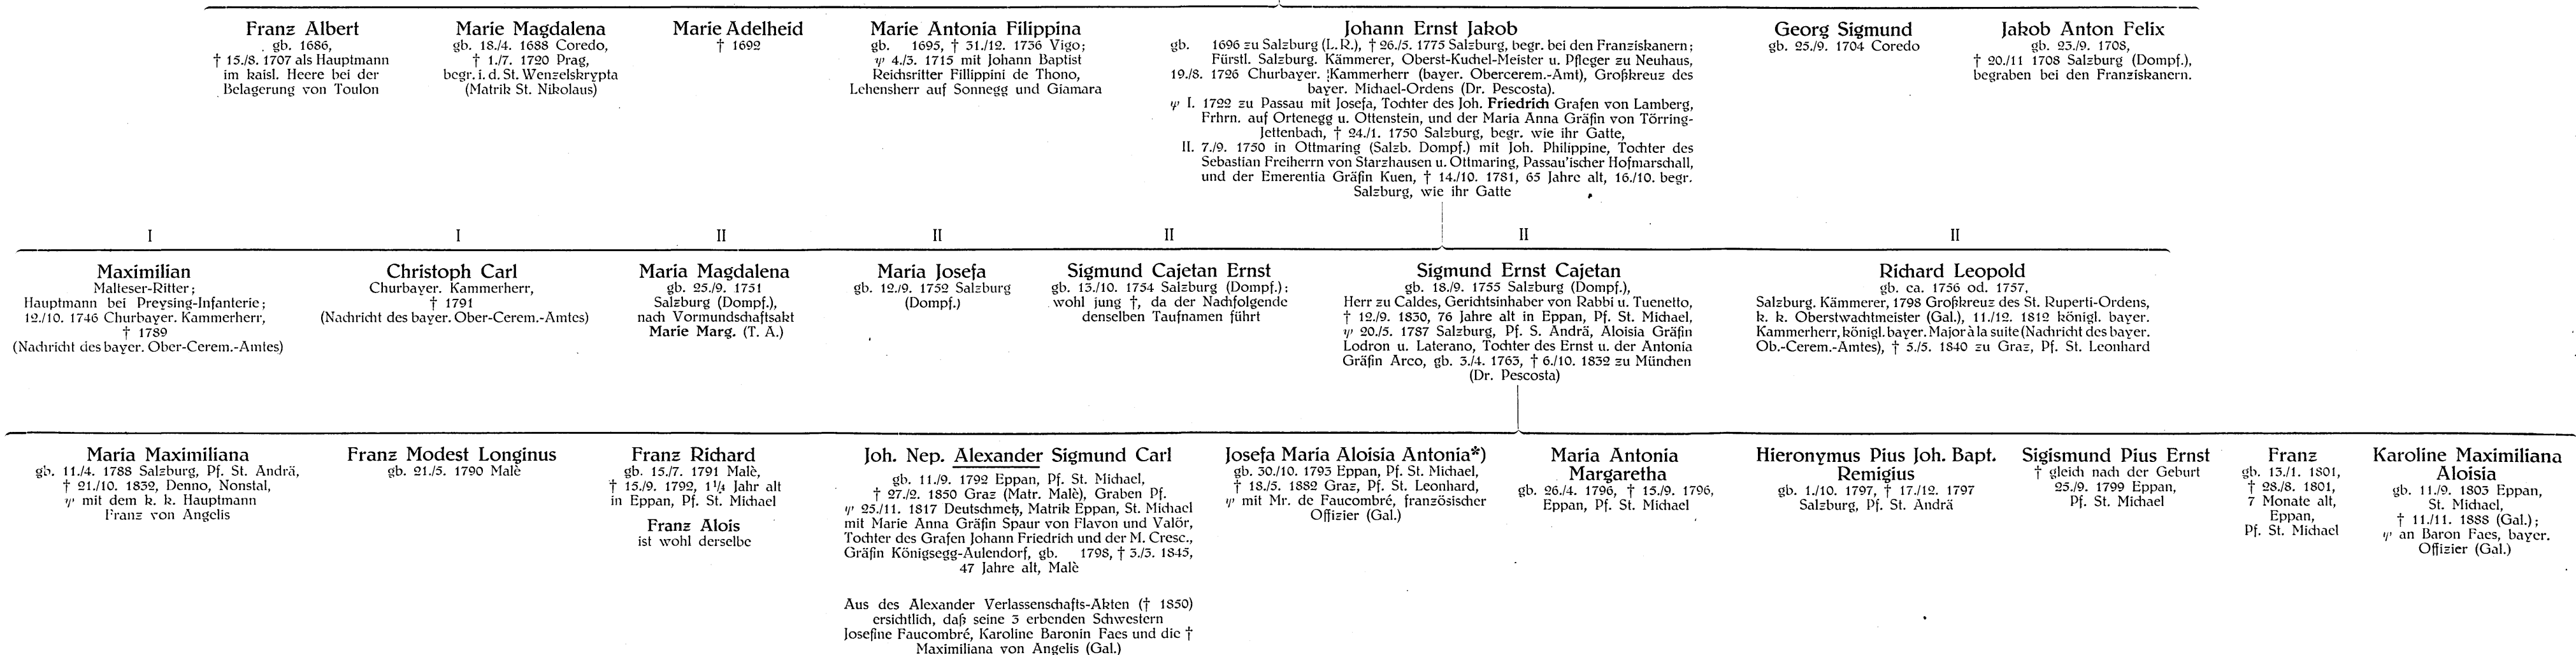 Franz Albert
gb. 1686,
† 15./8. 1707 als Hauptmann
im kaisl. Heere bei der
Belagerung von Toulon
Marie Magdalena
gb. 18./4. 1688 Coredo,
† 1./7. 1720 Prag,
begr. i. d. St. Wenzelskrypta
(Matrik St. Nikolaus)
Marie Adelheid
† 1692
Marie Antonia Filippina
gb. 1695, † 31./12. 1736 Vigo;
ψ 4./3. 1715 mit Johann Baptist
Reichsritter Fillippini de Thono,
Lehensherr auf Sonnegg und Giamara
Johann Ernst Jakob
gb. 1696 zu Salzburg (L. R.), † 26./5. 1775 Salzburg, begr. bei den Franziskanern;
Fürstl. Salzburg. Kämmerer, Oberst-Kuchel-Meister u. Pfleger zu Neuhaus,
19./8. 1726 Churbayer. Kammerherr (bayer. Obercerem.-Amt), Großkreuz des
bayer. Michael-Ordens (Dr. Pescosta).
ψ I. 1722 zu Passau mit Josefa, Tochter des Joh. Friedrich Grafen von Lamberg,
Frhrn. auf Ortenegg u. Ottenstein, und der Maria Anna Gräfin von Törring-
Jettenbach, † 24./1. 1750 Salzburg, begr. wie ihr Gatte,
II. 7./9. 1750 in Ottmaring (Salzb. Dompf.) mit Joh. Philippine, Tochter des
Sebastian Freiherrn von Starzhausen u. Ottmaring, Passau'ischer Hofmarschall,
und der Emerentia Gräfin Kuen, † 14./10. 1781, 65 Jahre alt, 16./10. begr.
Salzburg, wie ihr Gatte
Georg Sigmund
gb. 25./9. 1704 Coredo
Jakob Anton Felix
gb. 23./9. 1708,
† 20./11 1708 Salzburg (Dompf.),
begraben bei den Franziskanern.
I
I
II
II
II
II
II
Maximilian
Malteser-Ritter;
Hauptmann bei Preysing-Infanterie;
12./10. 1746 Churbayer. Kammerherr,
† 1789
(Nachricht des bayer. Ober-Cerem.-Amtes)
Christoph Carl
Churbayer. Kammerherr,
† 1791
(Nachricht des bayer. Ober-Cerem.-Amtes)
Maria Magdalena
gb. 25./9. 1751
Salzburg (Dompf.),
nach Vormundschaftsakt
Marie Marg. (T. A.)
Maria Josefa
gb. 12./9. 1752 Salzburg
(Dompf.)
Sigmund Cajetan Ernst
gb. 13./10. 1754 Salzburg (Dompf.);
wohl jung †, da der Nachfolgende
denselben Taufnamen führt
Sigmund Ernst Cajetan
gb. 18./9. 1755 Salzburg (Dompf.),
Herr zu Caldes, Gerichtsinhaber von Rabbi u. Tuenetto,
† 12./9. 1830, 76 Jahre alt in Eppan, Pf. St. Michael,
ψ 20./5. 1787 Salzburg, Pf. S. Andrä, Aloisia Gräfin
Lodron u. Laterano, Tochter des Ernst u. der Antonia
Gräfin Arco, gb. 3./4. 1763, † 6./10. 1832 zu München
(Dr. Pescosta)
Richard Leopold
gb. ca. 1756 od. 1757,
Salzburg. Kämmerer, 1798 Großkreuz des St. Ruperti-Ordens,
k. k. Oberstwachtmeister (Gal.), 11./12. 1812 königl. bayer.
Kammerherr, königl. bayer. Major à la suite (Nachricht des bayer.
Ob.-Cerem.-Amtes), † 5./5. 1840 zu Graz, Pf. St. Leonhard
Maria Maximiliana
gb. 11./4. 1788 Salzburg, Pf. St. Andrä,
† 21./10. 1832, Denno, Nonstal,
ψ mit dem k. k. Hauptmann
Franz von Angelis
Franz Modest Longinus
gb. 21./5. 1790 Malè
Franz Richard
gb. 15./7. 1791 Malè,
† 15./9. 1792, 1¼ Jahr alt
in Eppan, Pf. St. Michael
Franz Alois
ist wohl derselbe
Joh. Nep. Alexander Sigmund Carl
gb. 11./9. 1792 Eppan, Pf. St. Michael,
† 27./2. 1850 Graz (Matr. Malè), Graben Pf.
ψ 25./11. 1817 Deutschmetz, Matrik Eppan, St. Michael
mit Marie Anna Gräfin Spaur von Flavon und Valör,
Tochter des Grafen Johann Friedrich und der M. Cresc.,
Gräfin Königsegg-Aulendorf, gb. 1798, † 3./3. 1845,
47 Jahre alt, Malè
Aus des Alexander Verlassenschafts-Akten († 1850)
ersichtlich, daß seine 3 erbenden Schwestern
Josefine Faucombré, Karoline Baronin Faes und die †
Maximiliana von Angelis (Gal.)
Josefa Maria Aloisia Antonia*)
gb. 30./10. 1793 Eppan, Pf. St. Michael,
† 18./5. 1882 Graz, Pf. St. Leonhard,
ψ mit Mr. de Faucombré, französischer
Offizier (Gal.)
Maria Antonia
Margaretha
gb. 26./4. 1796, † 15./9. 1796,
Eppan, Pf. St. Michael
Hieronymus Pius Joh. Bapt.
Remigius
gb. 1./10. 1797, † 17./12. 1797
Salzburg, Pf. St. Andrä
Sigismund Pius Ernst
† gleich nach der Geburt
25./9. 1799 Eppan,
Pf. St. Michael
Franz
gb. 13./1. 1801,
† 28./8. 1801,
7 Monate alt,
Eppan,
Pf. St. Michael
Karoline Maximiliana
Aloisia
gb. 11./9. 1803 Eppan,
St. Michael,
† 11./11. 1888 (Gal.);
ψ an Baron Faes, bayer.
Offizier (Gal.)